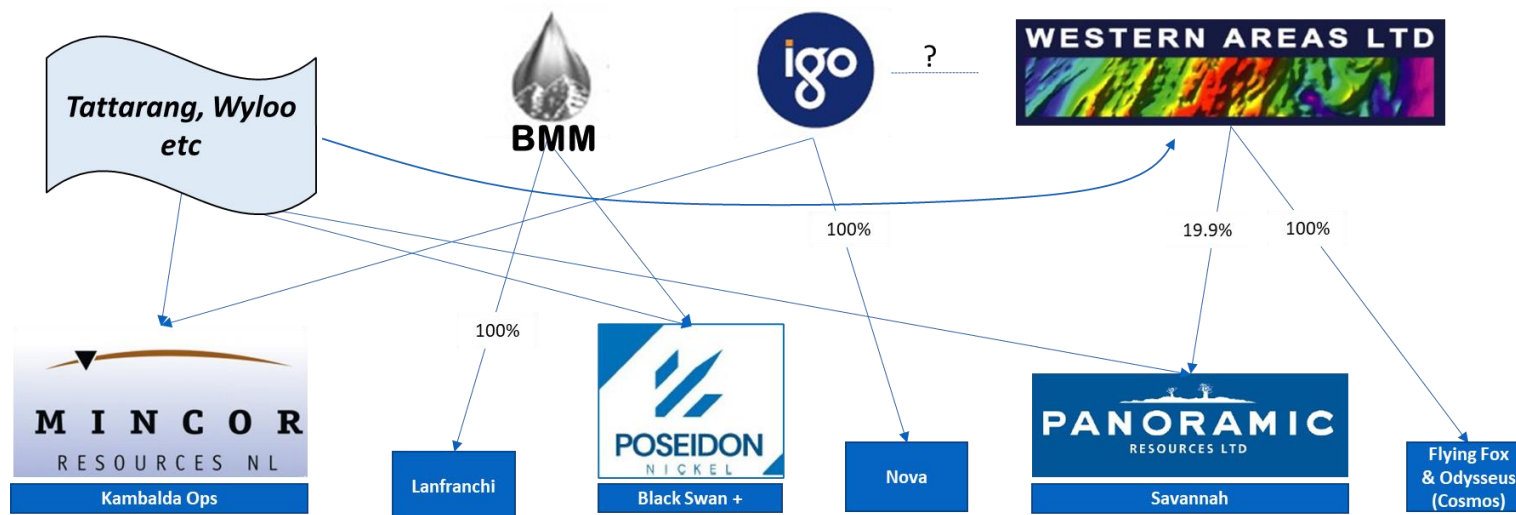 Tattarang, Wyloo
etc
BMM
igo
?
WESTERN AREAS LTD
100%
19.9%
100%
100%
MINCOR
RESOURCES NL
Kambalda Ops
Lanfranchi
POSEIDON
NICKEL
Black Swan +
Nova
PANORAMIC
RESOURCES LTD
Savannah
Flying Fox
& Odysseus
(Cosmos)